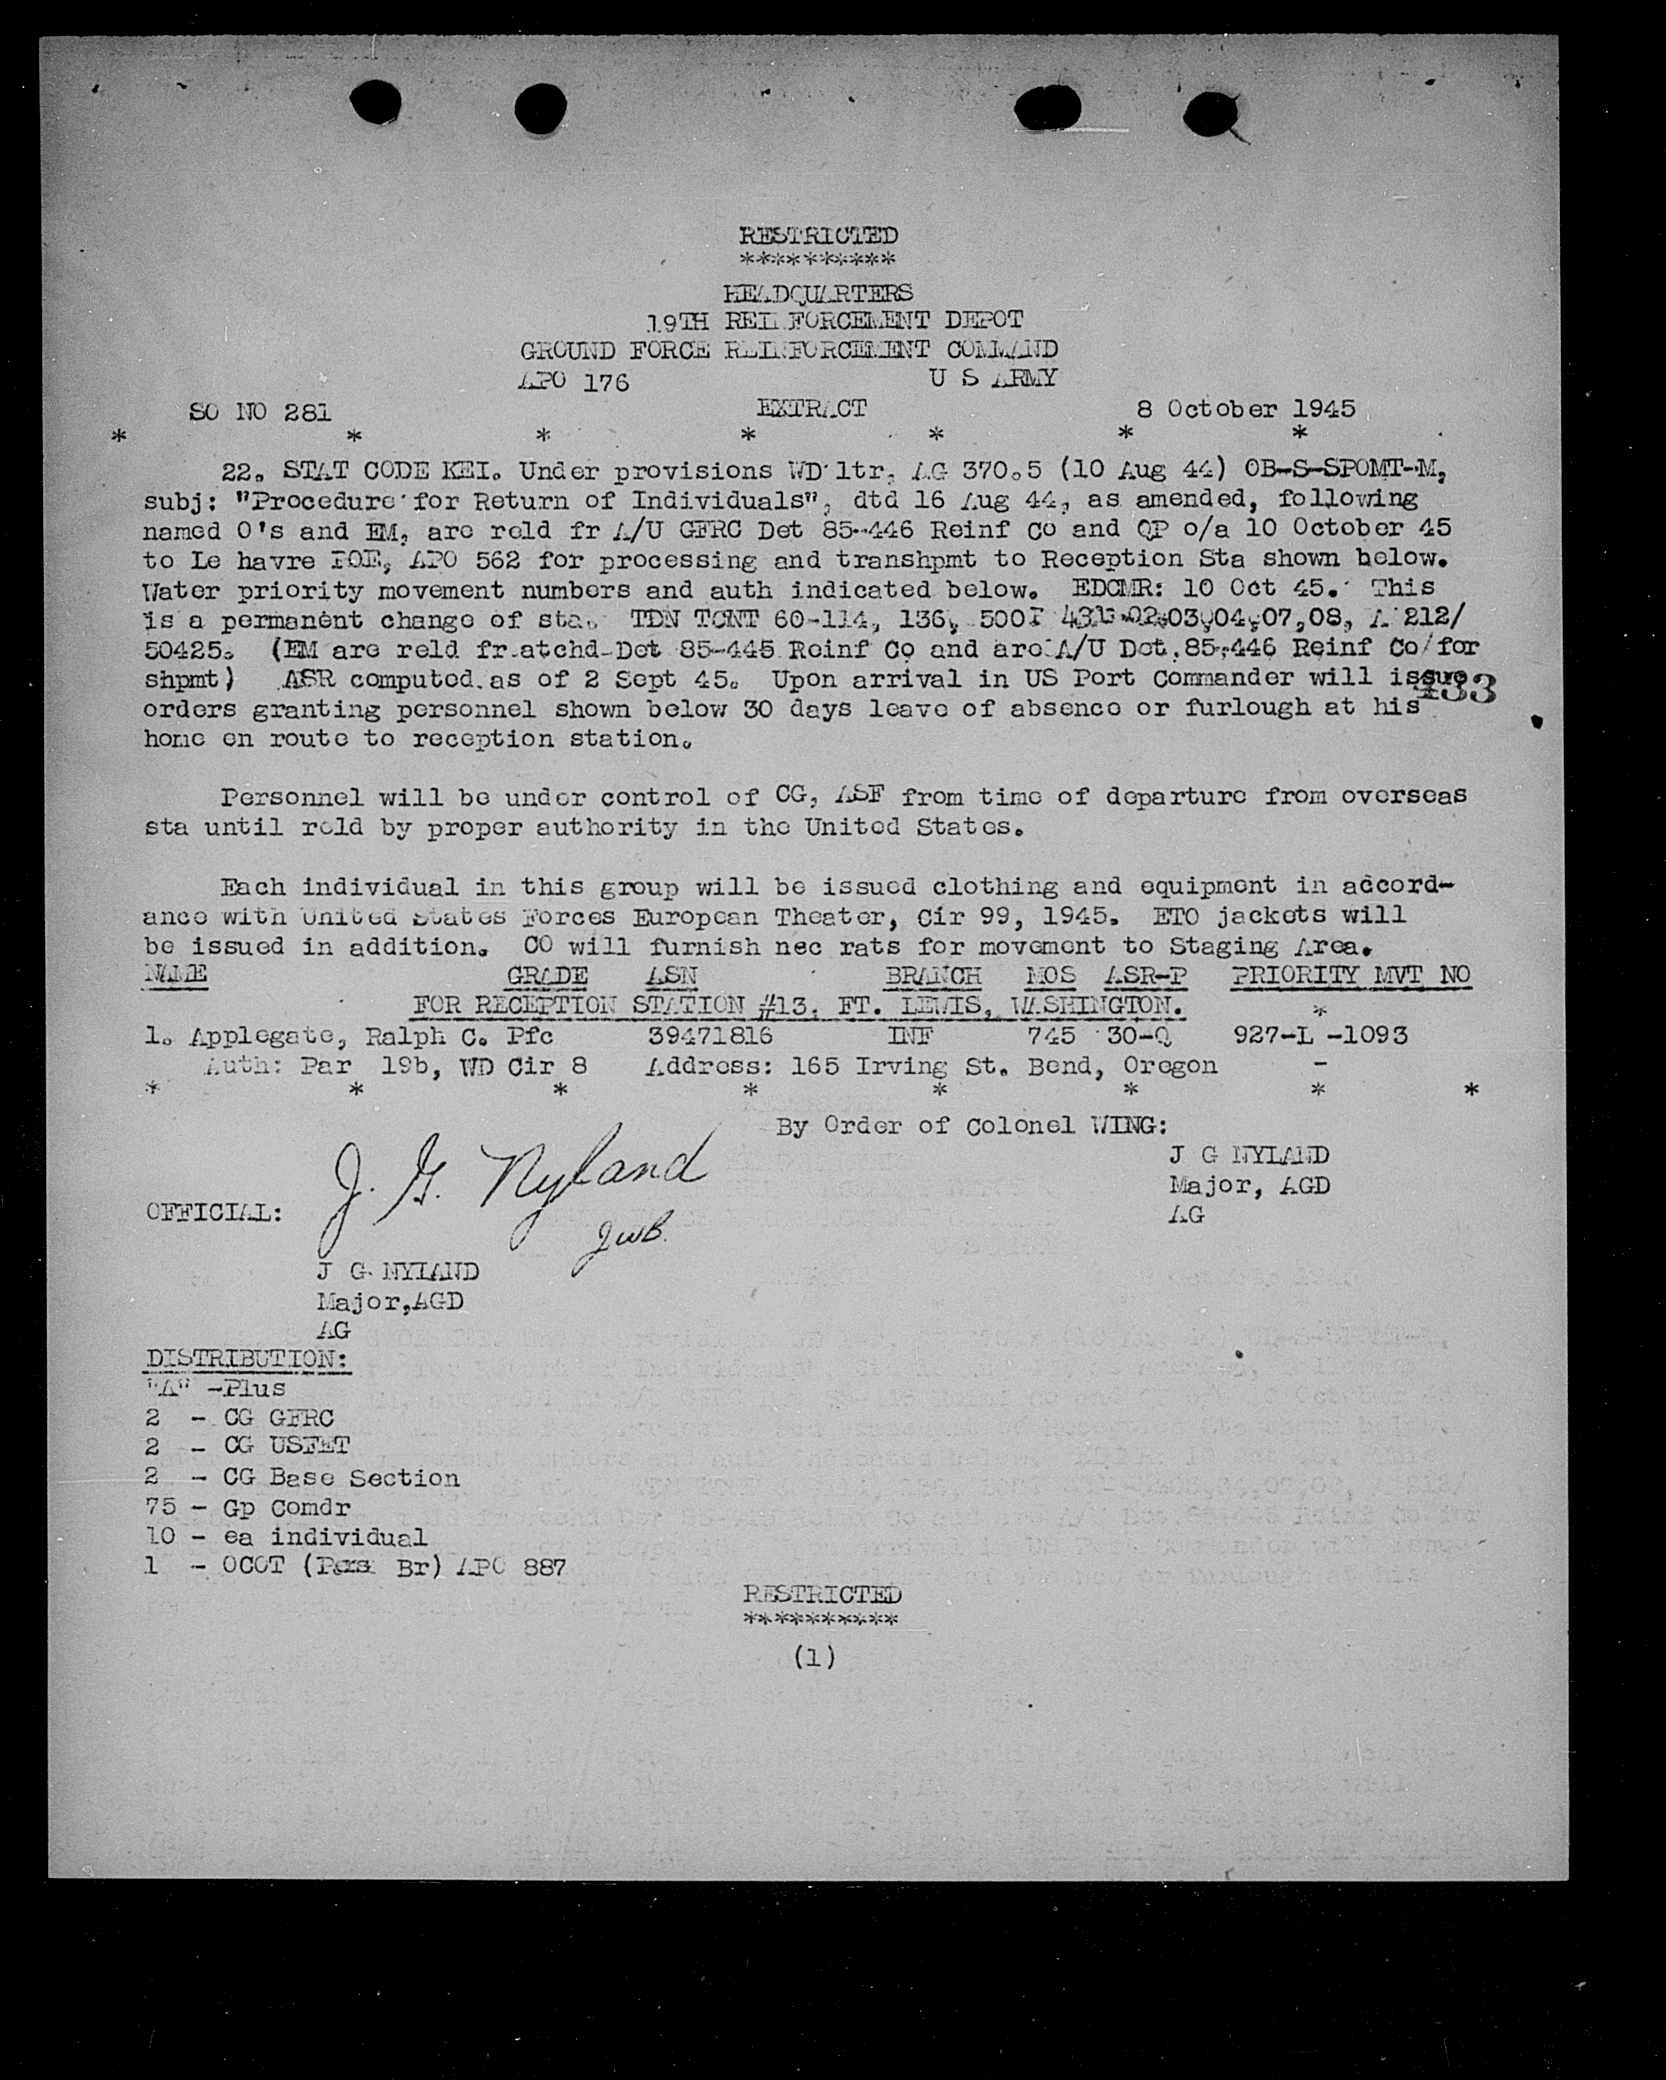 RESTRICTED
**********
HEADQUARTERS
19TH REINFORCEMENT DEPOT
GROUND FORCE REINFORCEMENT COMMAND
APO 176 U S ARMY
SO NO 281 EXTRACT 8 October 1945
* * * * * * *
22. STAT CODE KEI. Under provisions WD ltr, AG 370.5 (10 Aug 44) OB-S-SPOMT-M,
subj: "Procedure for Return of Individuals", dtd 16 Aug 44, as amended, following
named O's and EM, are reld fr A/U GFRC Det 85-446 Reinf Co and QP o/a 10 October 45
to Le havre POE, APO 562 for processing and transhpmt to Reception Sta shown below.
Water priority movement numbers and auth indicated below. EDCMR: 10 Oct 45. This
is a permanent change of sta. TDN TCNT 60-114, 136, 02,03,04,07,08, A 212/
50425. (EM are reld fr atchd Det 85-445 Reinf Co and are A/U Det 85-446 Reinf Co for
shpmt) ASR computed as of 2 Sept 45. Upon arrival in US Port Commander will issue
433
orders granting personnel shown below 30 days leave of absence or furlough at his
home en route to reception station.
Personnel will be under control of CG, ASF from time of departure from overseas
sta until reld by proper authority in the United States.
Each individual in this group will be issued clothing and equipment in accord-
ance with United States Forces European Theater, Cir 99, 1945. ETO jackets will
be issued in addition. CO will furnish nec rats for movement to Staging Area.
NAME GRADE ASN BRANCH MOS ASR-P PRIORITY MVT NO
FOR RECEPTION STATION #13, FT. LEWIS, WASHINGTON. *
1. Applegate, Ralph C. Pfc 39471816 INF 745 30-Q 927-L -1093
Auth: Par 19b, WD Cir 8 Address: 165 Irving St. Bend, Oregon -
* * * * * * * *
By Order of Colonel WING:
J G NYLAND
Major, AGD
AG
J. G. Nyland
JWB.
OFFICIAL:
J G NYLAND
Major,AGD
AG
DISTRIBUTION:
"A" -Plus
2 - CG GFRC
2 - CG USFET
2 - CG Base Section
75 - Gp Comdr
10 - ea individual
1 - OCOT (Pers Br) APO 887
RESTRICTED
**********
(1)